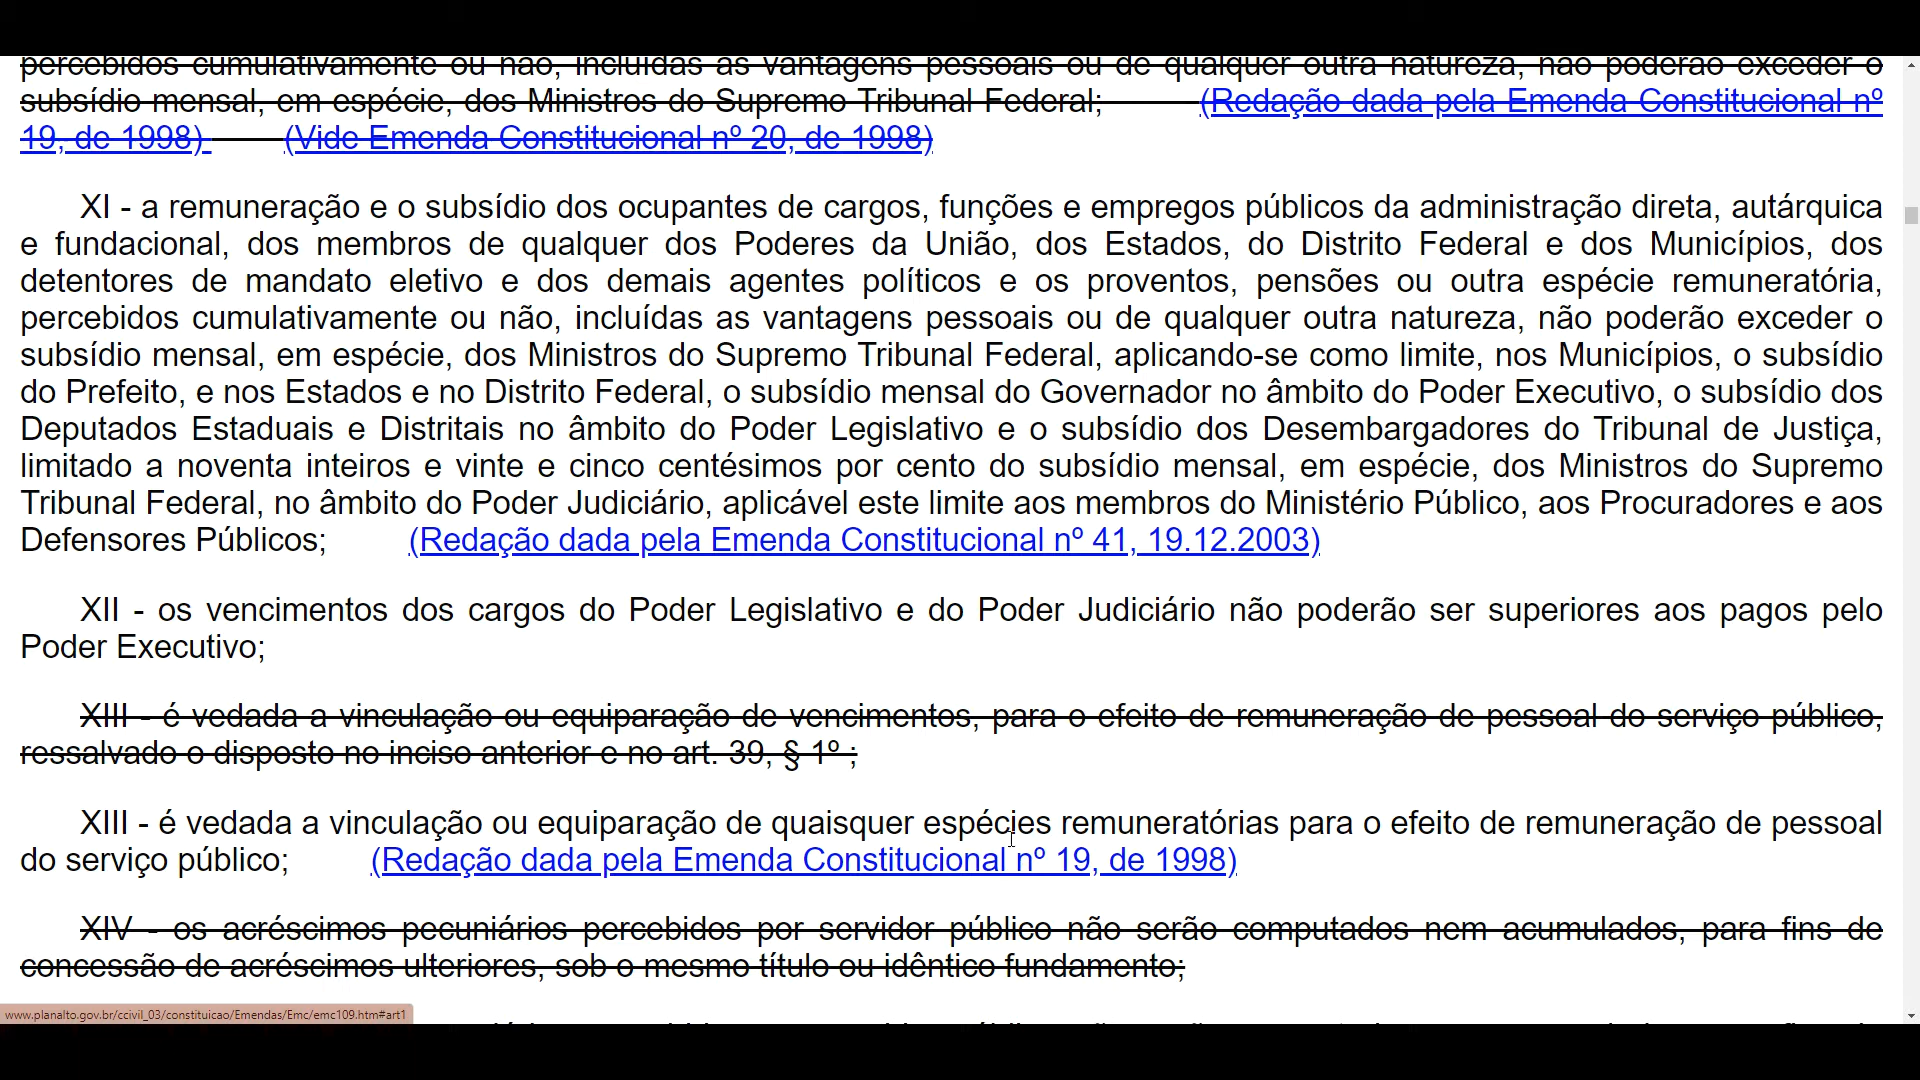 percebidos cumulativamente ou não, incluídas as vantagens pessoais ou de qualquer outra natureza, não poderão exceder o
subsídio mensal, em espécie, dos Ministros do Supremo Tribunal Federal; (Redação dada pela Emenda Constitucional nº
19, de 1998) (Vide Emenda Constitucional nº 20, de 1998)
XI - a remuneração e o subsídio dos ocupantes de cargos, funções e empregos públicos da administração direta, autárquica
e fundacional, dos membros de qualquer dos Poderes da União, dos Estados, do Distrito Federal e dos Municípios, dos
detentores de mandato eletivo e dos demais agentes políticos e os proventos, pensões ou outra espécie remuneratória,
percebidos cumulativamente ou não, incluídas as vantagens pessoais ou de qualquer outra natureza, não poderão exceder o
subsídio mensal, em espécie, dos Ministros do Supremo Tribunal Federal, aplicando-se como limite, nos Municípios, o subsídio
do Prefeito, e nos Estados e no Distrito Federal, o subsídio mensal do Governador no âmbito do Poder Executivo, o subsídio dos
Deputados Estaduais e Distritais no âmbito do Poder Legislativo e o subsídio dos Desembargadores do Tribunal de Justiça,
limitado a noventa inteiros e vinte e cinco centésimos por cento do subsídio mensal, em espécie, dos Ministros do Supremo
Tribunal Federal, no âmbito do Poder Judiciário, aplicável este limite aos membros do Ministério Público, aos Procuradores e aos
Defensores Públicos; (Redação dada pela Emenda Constitucional nº 41, 19.12.2003)
XII - os vencimentos dos cargos do Poder Legislativo e do Poder Judiciário não poderão ser superiores aos pagos pelo
Poder Executivo;
XIII - é vedada a vinculação ou equiparação de vencimentos, para o efeito de remuneração de pessoal do serviço público,
ressalvado o disposto no inciso anterior e no art. 39, § 1º ;
XIII - é vedada a vinculação ou equiparação de quaisquer espécies remuneratórias para o efeito de remuneração de pessoal
do serviço público; (Redação dada pela Emenda Constitucional nº 19, de 1998)
XIV - os acréscimos pecuniários percebidos por servidor público não serão computados nem acumulados, para fins de
concessão de acréscimos ulteriores, sob o mesmo título ou idêntico fundamento;
www.planalto.gov.br/ccivil_03/constituicao/Emendas/Emc/emc109.htm#art1